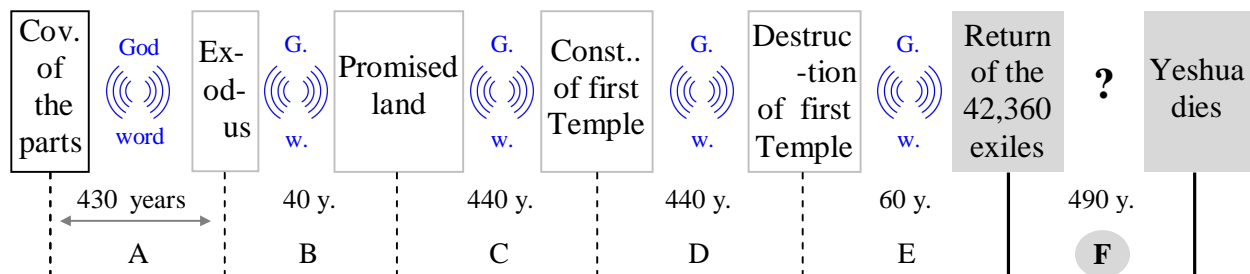 Cov.
of
the
parts
God
word
Ex-
od-
us
G.
w.
Promised
land
G.
w.
Const..
of first
Temple
G.
w.
Destruc
-tion
of first
Temple
G.
w.
Return
of the
42,360
exiles
?
Yeshua
dies
430 years
40 y.
440 y.
440 y.
60 y.
490 y.
A
B
C
D
E
F